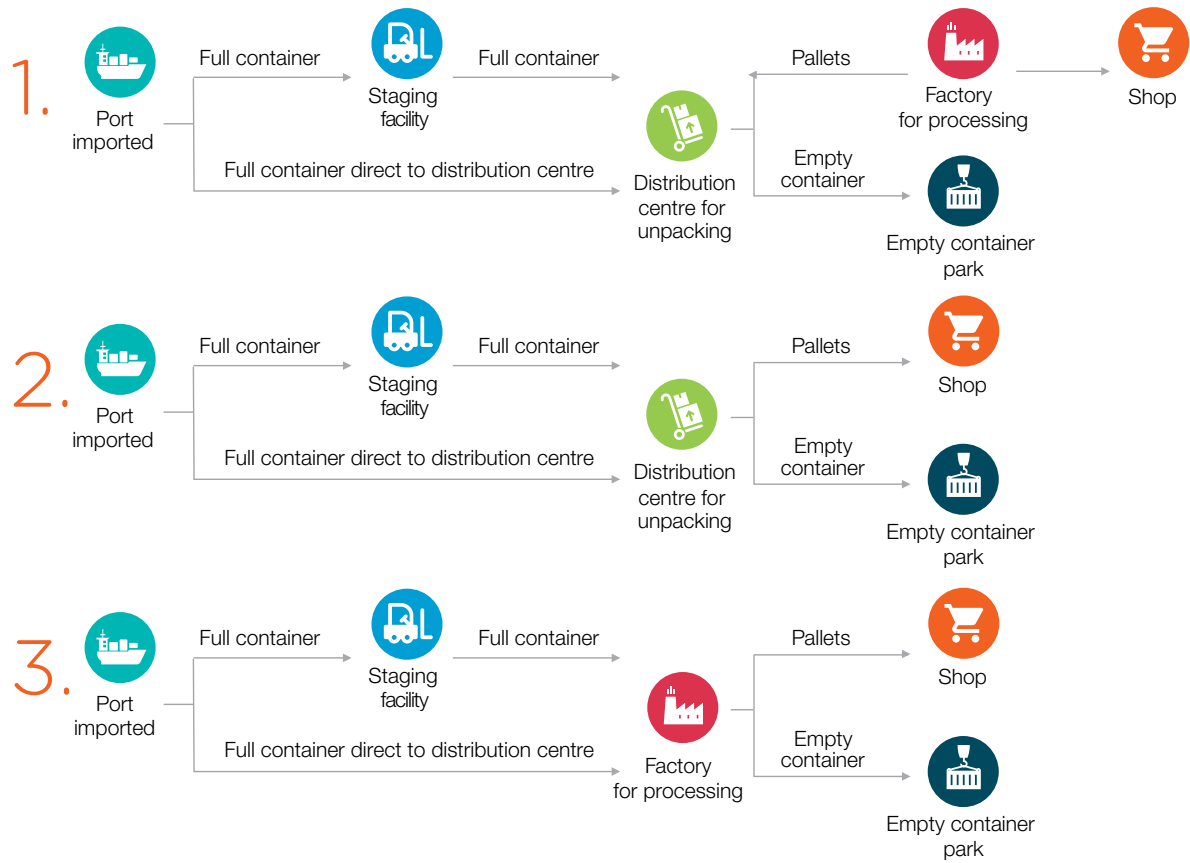 1.
Port
imported
Full container
Staging
facility
Full container
Full container direct to distribution centre
Distribution
centre for
unpacking
Pallets
Factory
for processing
Shop
Empty
container
Empty container
park
2.
Port
imported
Full container
Staging
facility
Full container
Full container direct to distribution centre
Distribution
centre for
unpacking
Pallets
Shop
Empty
container
Empty container
park
3.
Port
imported
Full container
Staging
facility
Full container
Full container direct to distribution centre
Factory
for processing
Pallets
Shop
Empty
container
Empty container
park